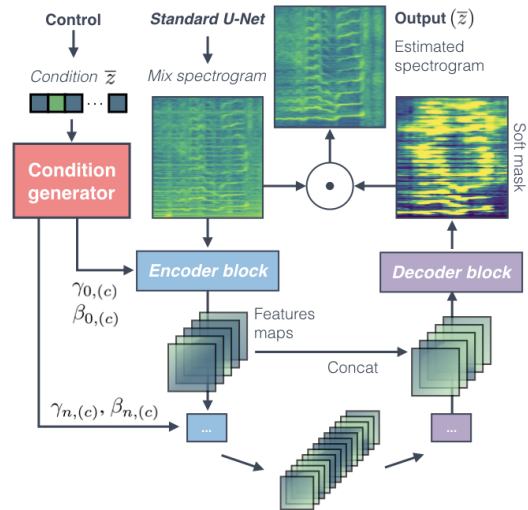 Control
Standard U-Net
Output (z̅)
Condition z̅
Mix spectrogram
Estimated
spectrogram
...
Condition
generator
Soft mask
Encoder block
Decoder block
γ₀,(c)
β₀,(c)
Features
maps
Concat
γₙ,(c), βₙ,(c)
...
...